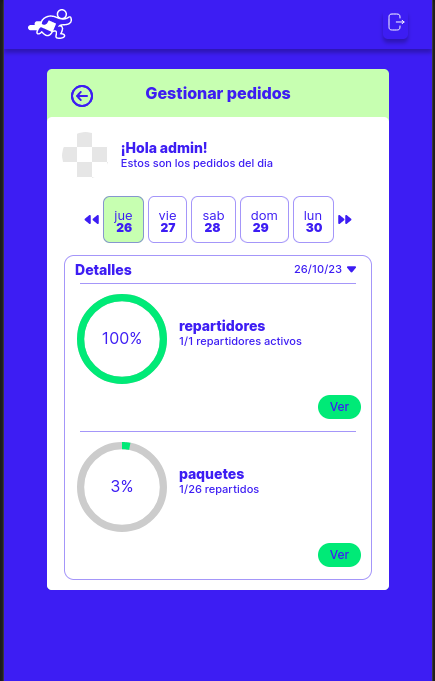 Gestionar pedidos
¡Hola admin!
Estos son los pedidos del dia
jue vie sab dom lun
26 27 28 29 30
Detalles 26/10/23
100%
repartidores
1/1 repartidores activos
Ver
3%
paquetes
1/26 repartidos
Ver